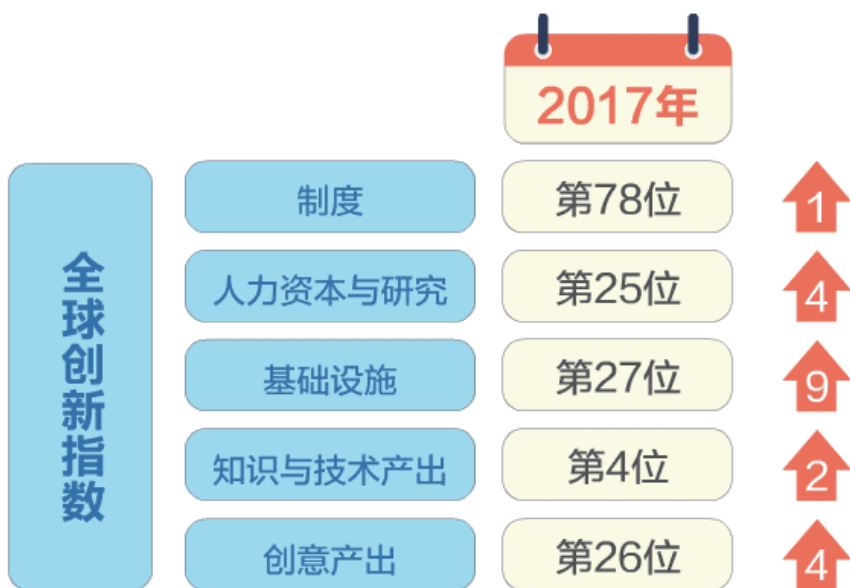 2017年
全球创新指数
制度 第78位 1
人力资本与研究 第25位 4
基础设施 第27位 9
知识与技术产出 第4位 2
创意产出 第26位 4